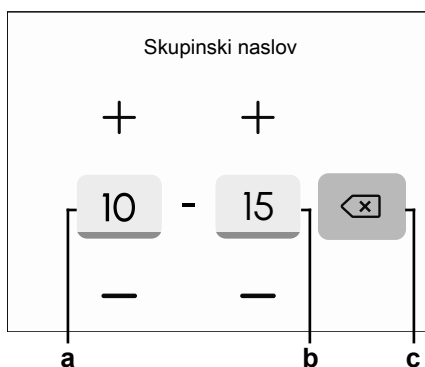 Skupinski naslov
+ +
10 - 15
— —
a b c